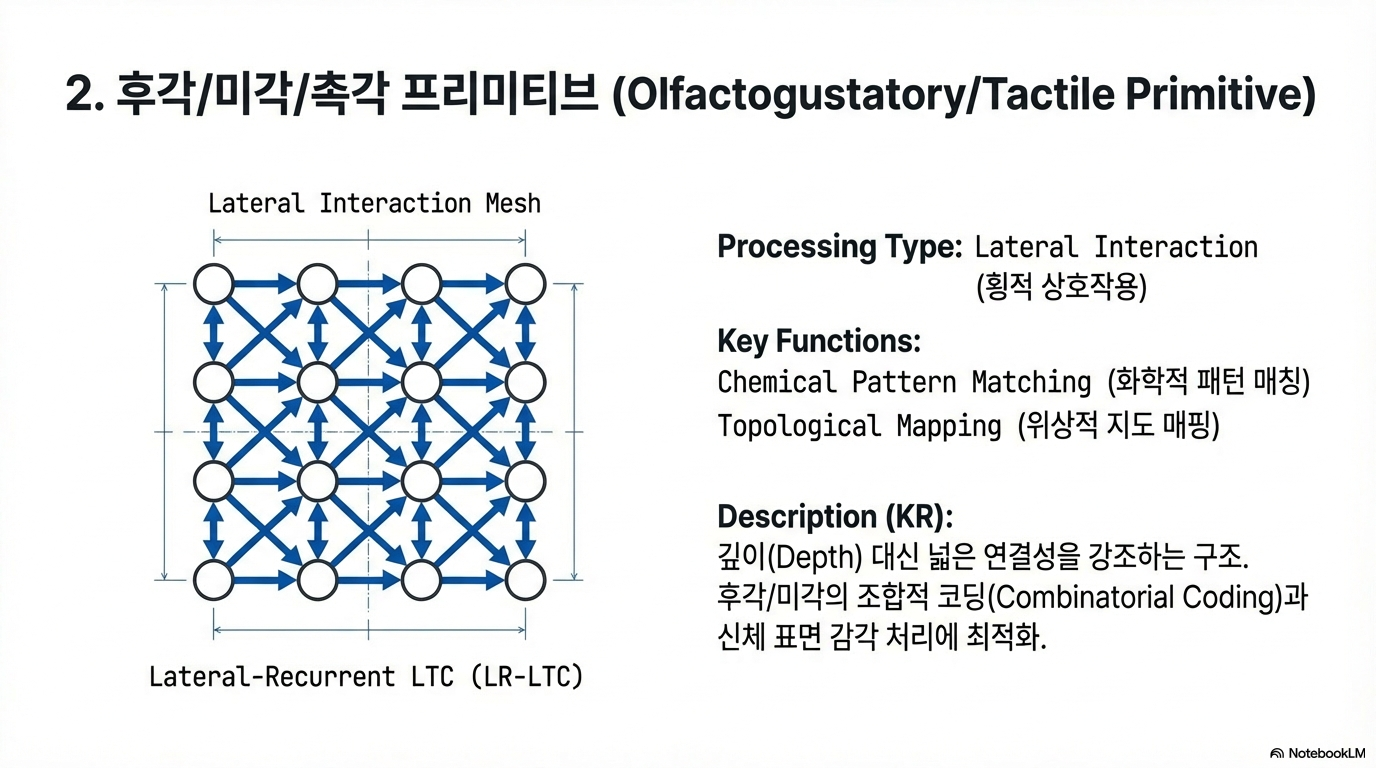 2. 후각/미각/촉각 프리미티브 (Olfactogustatory/Tactile Primitive)
Lateral Interaction Mesh
Lateral-Recurrent LTC (LR-LTC)
Processing Type: Lateral Interaction
(횡적 상호작용)
Key Functions:
Chemical Pattern Matching (화학적 패턴 매칭)
Topological Mapping (위상적 지도 매핑)
Description (KR):
깊이(Depth) 대신 넓은 연결성을 강조하는 구조.
후각/미각의 조합적 코딩(Combinatorial Coding)과
신체 표면 감각 처리에 최적화.
NotebookLM